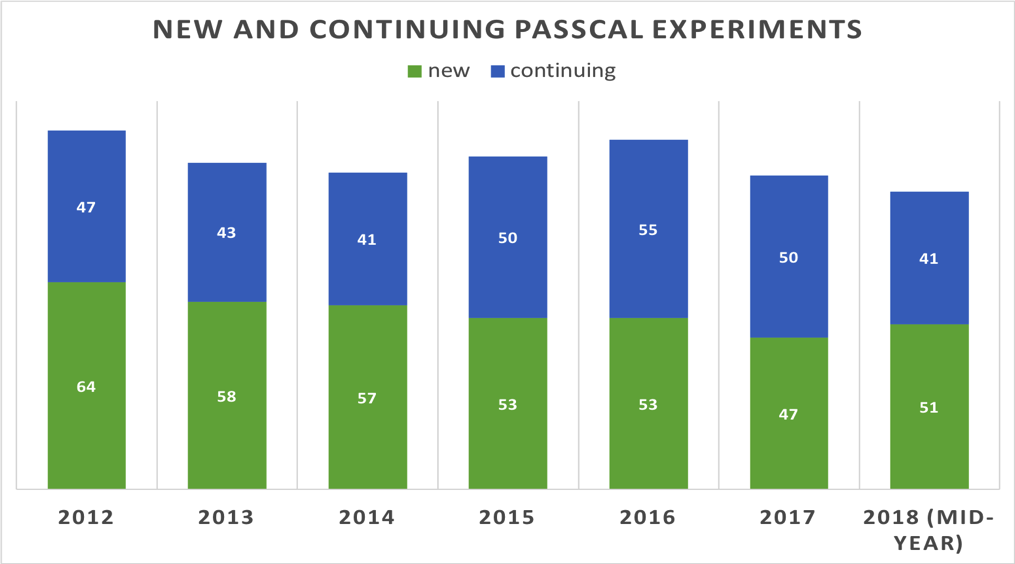 NEW AND CONTINUING PASSCAL EXPERIMENTS
new continuing
47 43 41 50 55 50 41
64 58 57 53 53 47 51
2012 2013 2014 2015 2016 2017 2018 (MID-
YEAR)